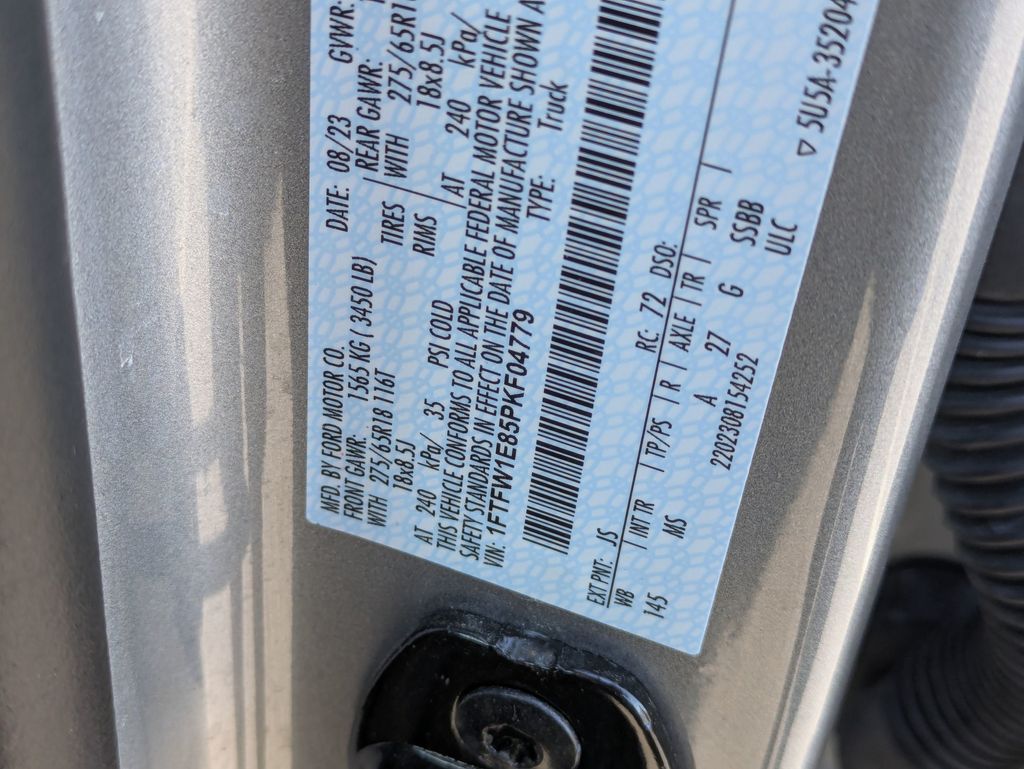 MFD. BY FORD MOTOR CO.
DATE: 08/23 GVWR:
FRONT GAWR: 1565 KG ( 3450 LB)
REAR GAWR:
WITH 275/65R18 116T
TIRES WITH 275/65R1
18x8.5J RIMS 18x8.5J
AT 240 kPa/ 35 PSI COLD AT 240 kPa/
THIS VEHICLE CONFORMS TO ALL APPLICABLE FEDERAL MOTOR VEHICLE
SAFETY STANDARDS IN EFFECT ON THE DATE OF MANUFACTURE SHOWN A
VIN: 1FTFW1E85PKF04779 TYPE: Truck
EXT PNT: JS RC: 72 DSO:
WB | INT TR | TP/PS | R | AXLE | TR | SPR |
145 MS A 27 G SSBB
2202308154252 ULC
5U5A-35204